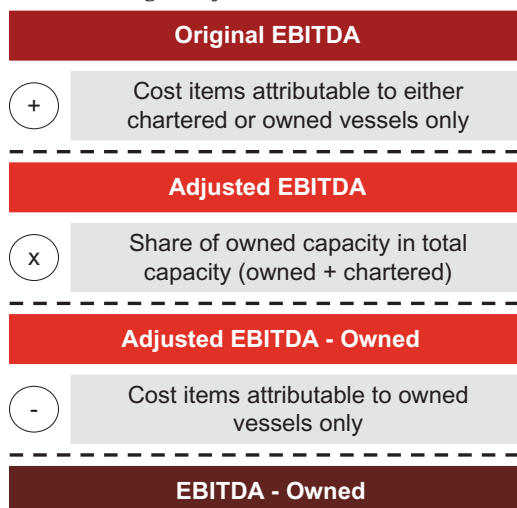 Original EBITDA
+
Cost items attributable to either
chartered or owned vessels only
Adjusted EBITDA
x
Share of owned capacity in total
capacity (owned + chartered)
Adjusted EBITDA - Owned
-
Cost items attributable to owned
vessels only
EBITDA - Owned